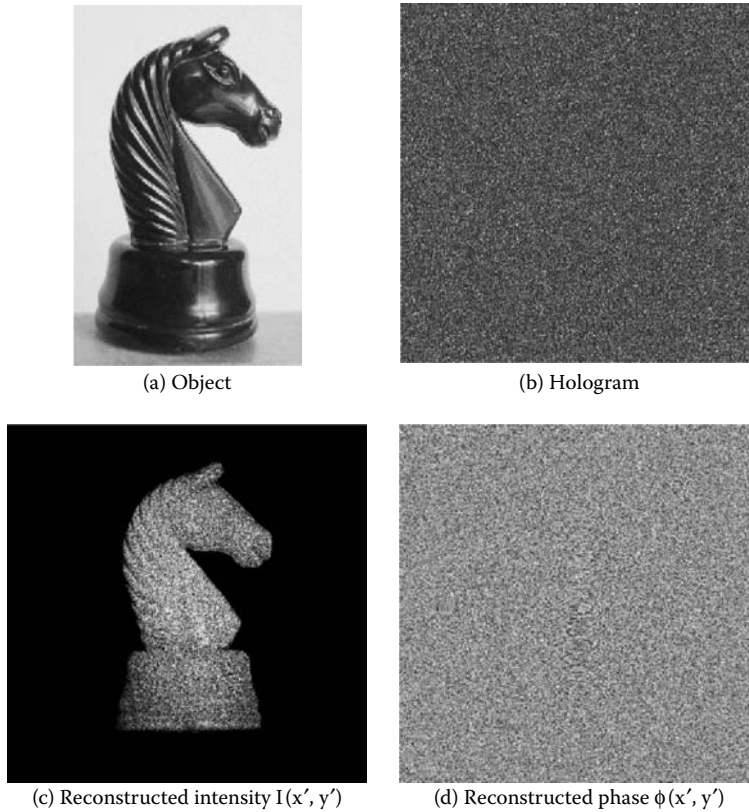 (a) Object
(b) Hologram
(c) Reconstructed intensity I(x′, y′)
(d) Reconstructed phase ϕ(x′, y′)